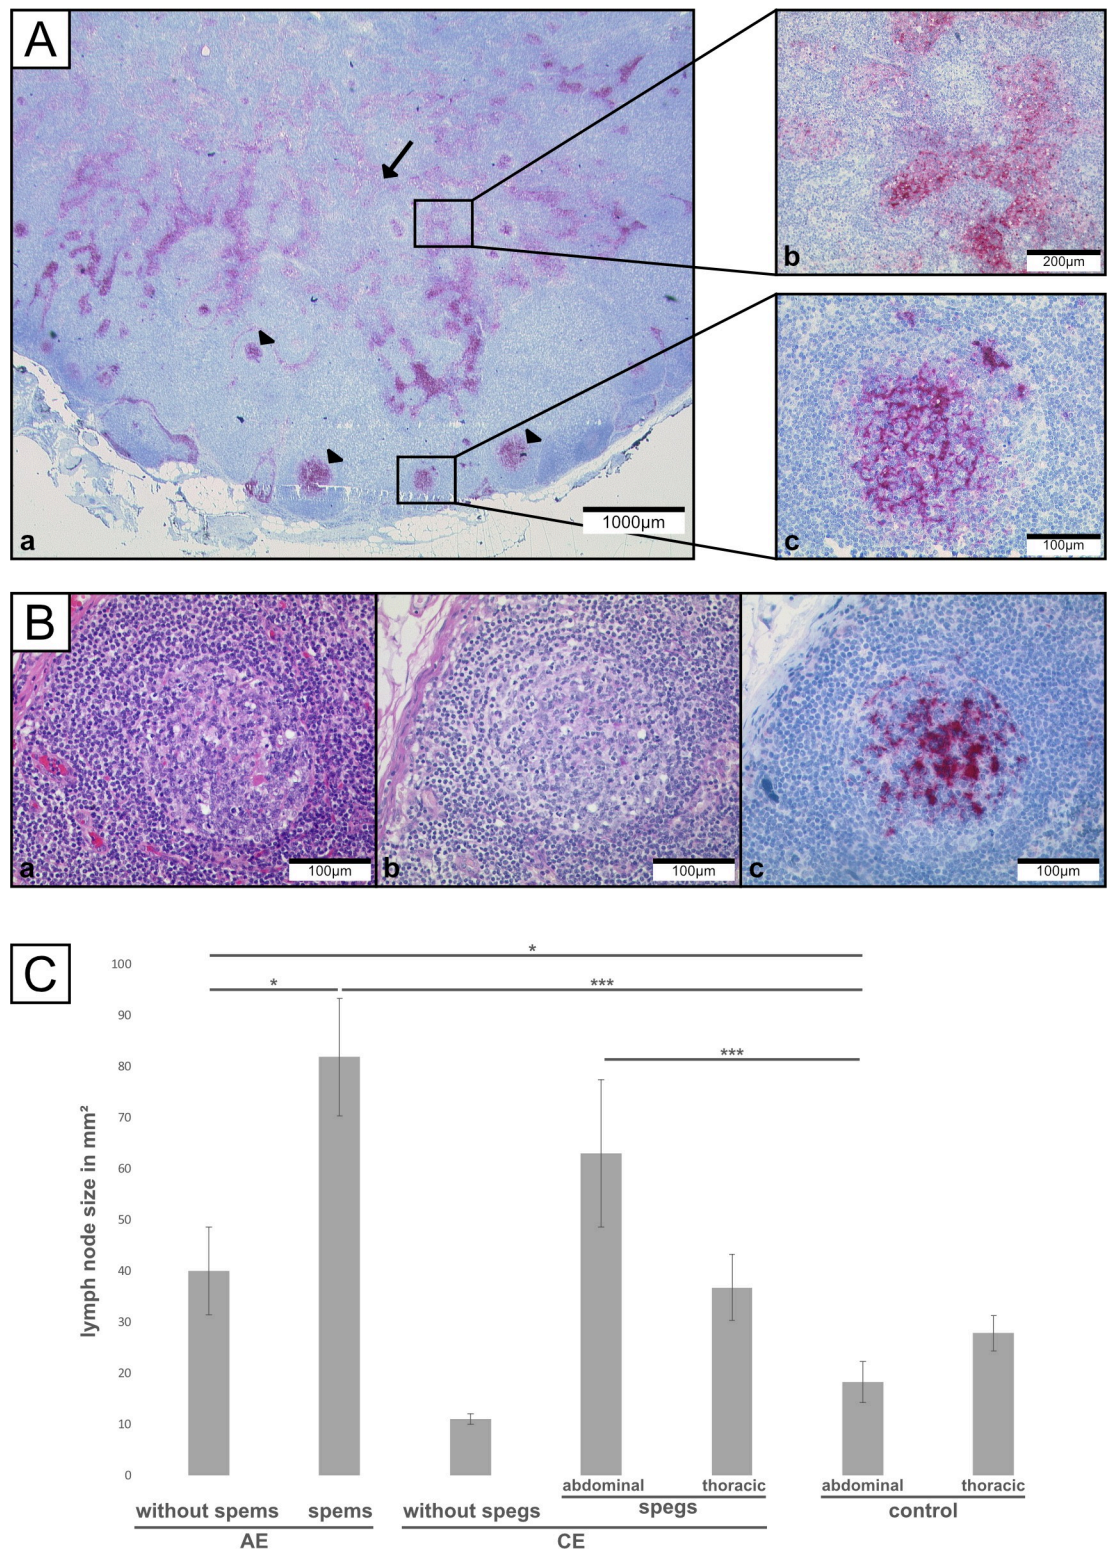 A
a
1000µm
b
200µm
c
100µm
B
a
100µm
b
100µm
c
100µm
C
lymph node size in mm²
100
90
80
70
60
50
40
30
20
10
0
*
*
***
***
abdominal
thoracic
abdominal
thoracic
without spems
spems
without spegs
spegs
control
AE
CE